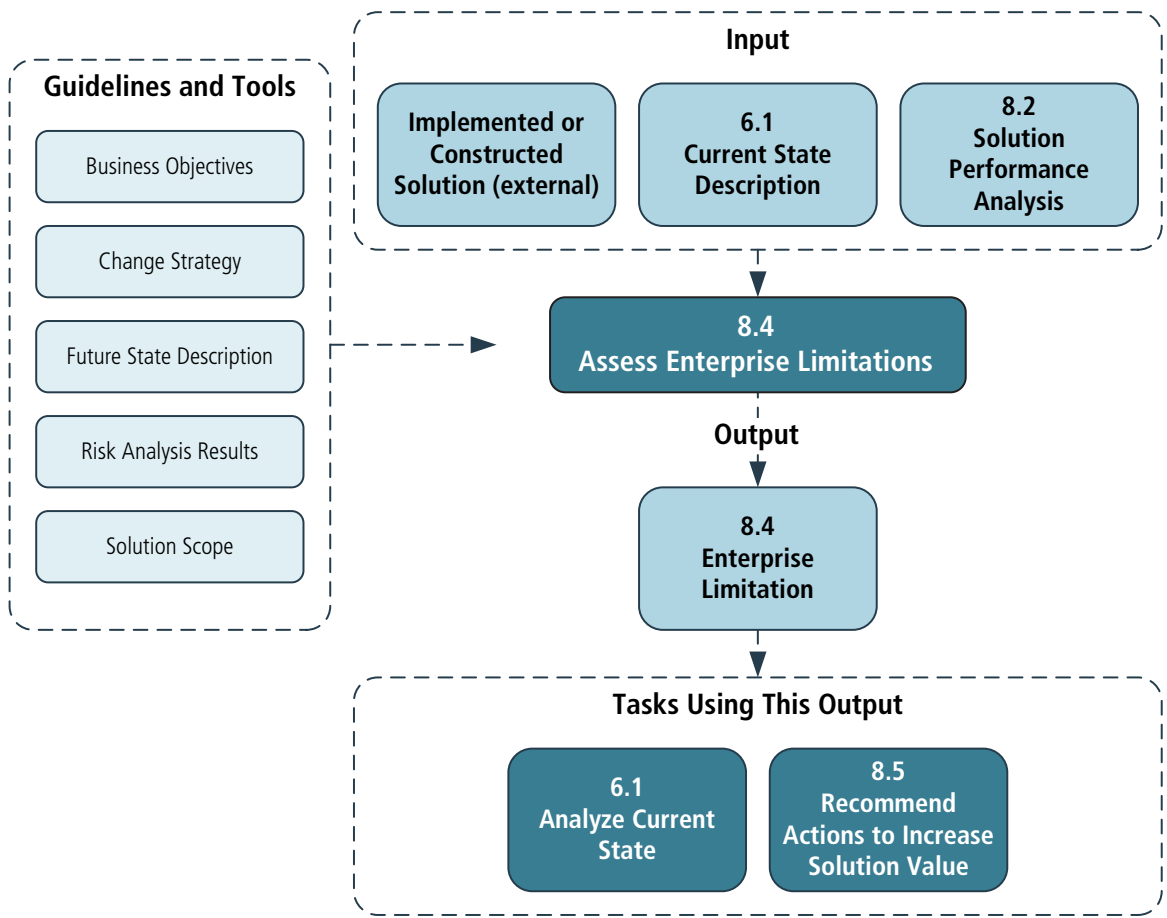 Input
Implemented or
Constructed
Solution (external)
6.1
Current State
Description
8.2
Solution
Performance
Analysis
Guidelines and Tools
Business Objectives
Change Strategy
Future State Description
Risk Analysis Results
Solution Scope
8.4
Assess Enterprise Limitations
Output
8.4
Enterprise
Limitation
Tasks Using This Output
6.1
Analyze Current
State
8.5
Recommend
Actions to Increase
Solution Value